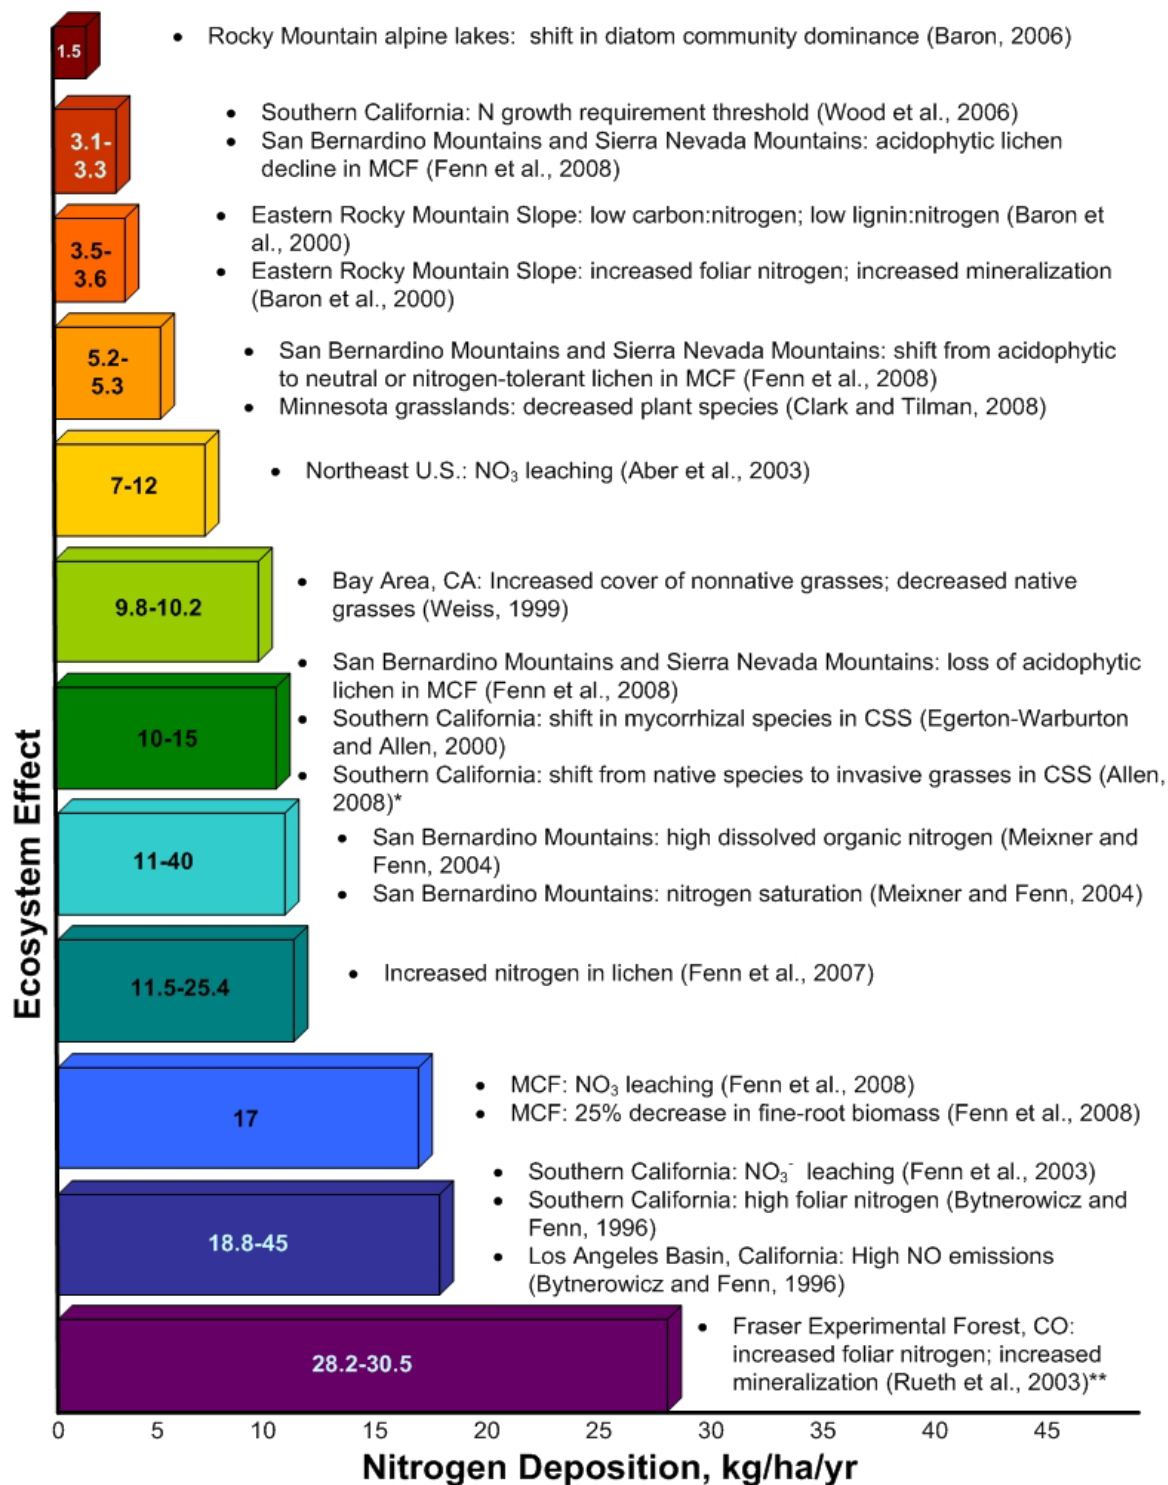 1.5
• Rocky Mountain alpine lakes: shift in diatom community dominance (Baron, 2006)
3.1-
3.3
• Southern California: N growth requirement threshold (Wood et al., 2006)
• San Bernardino Mountains and Sierra Nevada Mountains: acidophytic lichen
decline in MCF (Fenn et al., 2008)
3.5-
3.6
• Eastern Rocky Mountain Slope: low carbon:nitrogen; low lignin:nitrogen (Baron et
al., 2000)
• Eastern Rocky Mountain Slope: increased foliar nitrogen; increased mineralization
(Baron et al., 2000)
5.2-
5.3
• San Bernardino Mountains and Sierra Nevada Mountains: shift from acidophytic
to neutral or nitrogen-tolerant lichen in MCF (Fenn et al., 2008)
• Minnesota grasslands: decreased plant species (Clark and Tilman, 2008)
7-12
• Northeast U.S.: NO₃ leaching (Aber et al., 2003)
9.8-10.2
• Bay Area, CA: Increased cover of nonnative grasses; decreased native
grasses (Weiss, 1999)
10-15
• San Bernardino Mountains and Sierra Nevada Mountains: loss of acidophytic
lichen in MCF (Fenn et al., 2008)
• Southern California: shift in mycorrhizal species in CSS (Egerton-Warburton
and Allen, 2000)
• Southern California: shift from native species to invasive grasses in CSS (Allen,
2008)*
11-40
• San Bernardino Mountains: high dissolved organic nitrogen (Meixner and
Fenn, 2004)
• San Bernardino Mountains: nitrogen saturation (Meixner and Fenn, 2004)
11.5-25.4
• Increased nitrogen in lichen (Fenn et al., 2007)
17
• MCF: NO₃ leaching (Fenn et al., 2008)
• MCF: 25% decrease in fine-root biomass (Fenn et al., 2008)
18.8-45
• Southern California: NO₃⁻ leaching (Fenn et al., 2003)
• Southern California: high foliar nitrogen (Bytnerowicz and
Fenn, 1996)
• Los Angeles Basin, California: High NO emissions
(Bytnerowicz and Fenn, 1996)
28.2-30.5
• Fraser Experimental Forest, CO:
increased foliar nitrogen; increased
mineralization (Rueth et al., 2003)**
Ecosystem Effect
0 5 10 15 20 25 30 35 40 45
Nitrogen Deposition, kg/ha/yr